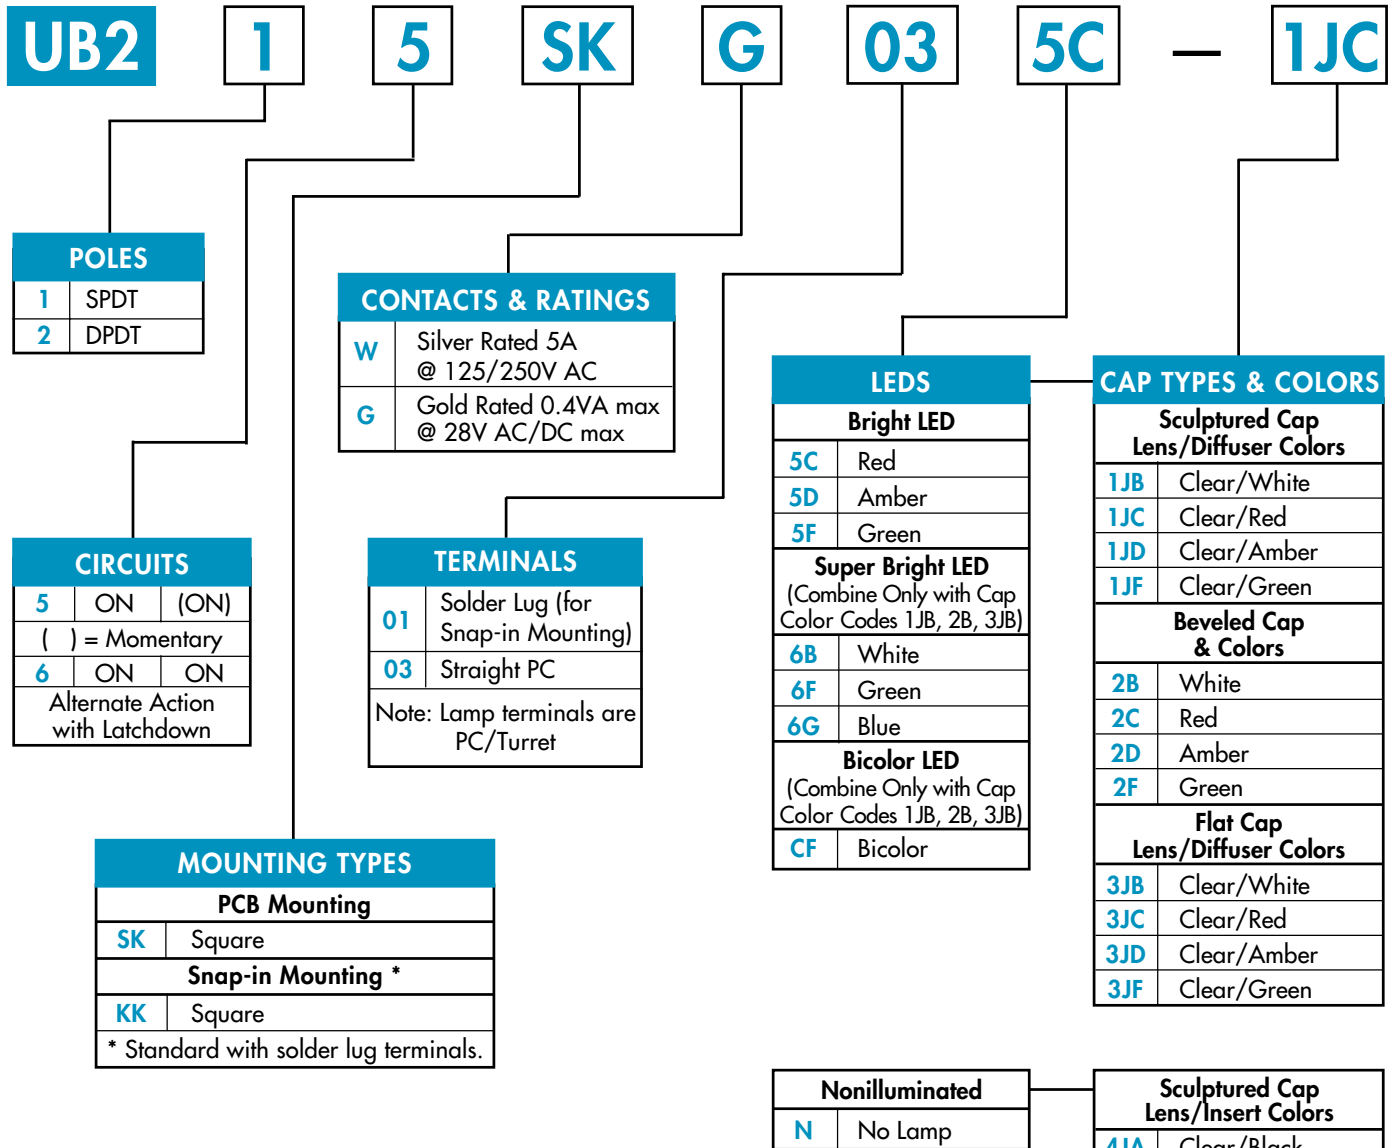 UB2 1 5 SK G 03 5C — 1JC
POLES
1 SPDT
2 DPDT
CONTACTS & RATINGS
W Silver Rated 5A
@ 125/250V AC
G Gold Rated 0.4VA max
@ 28V AC/DC max
CIRCUITS
5 ON (ON)
( ) = Momentary
6 ON ON
Alternate Action
with Latchdown
TERMINALS
01 Solder Lug (for
Snap-in Mounting)
03 Straight PC
Note: Lamp terminals are
PC/Turret
MOUNTING TYPES
PCB Mounting
SK Square
Snap-in Mounting *
KK Square
* Standard with solder lug terminals.
LEDS
Bright LED
5C Red
5D Amber
5F Green
Super Bright LED
(Combine Only with Cap
Color Codes 1JB, 2B, 3JB)
6B White
6F Green
6G Blue
Bicolor LED
(Combine Only with Cap
Color Codes 1JB, 2B, 3JB)
CF Bicolor
CAP TYPES & COLORS
Sculptured Cap
Lens/Diffuser Colors
1JB Clear/White
1JC Clear/Red
1JD Clear/Amber
1JF Clear/Green
Beveled Cap
& Colors
2B White
2C Red
2D Amber
2F Green
Flat Cap
Lens/Diffuser Colors
3JB Clear/White
3JC Clear/Red
3JD Clear/Amber
3JF Clear/Green
Nonilluminated
N No Lamp
Sculptured Cap
Lens/Insert Colors
4JA Clear/Black